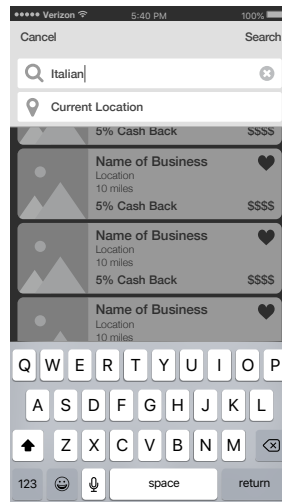 Verizon 5:40 PM 100%
Cancel Search
Italian
Current Location
5% Cash Back $$$$
Name of Business
Location
10 miles
5% Cash Back $$$$
Name of Business
Location
10 miles
5% Cash Back $$$$
Name of Business
Location
10 miles
Q W E R T Y U I O P
A S D F G H J K L
Z X C V B N M
123 space return